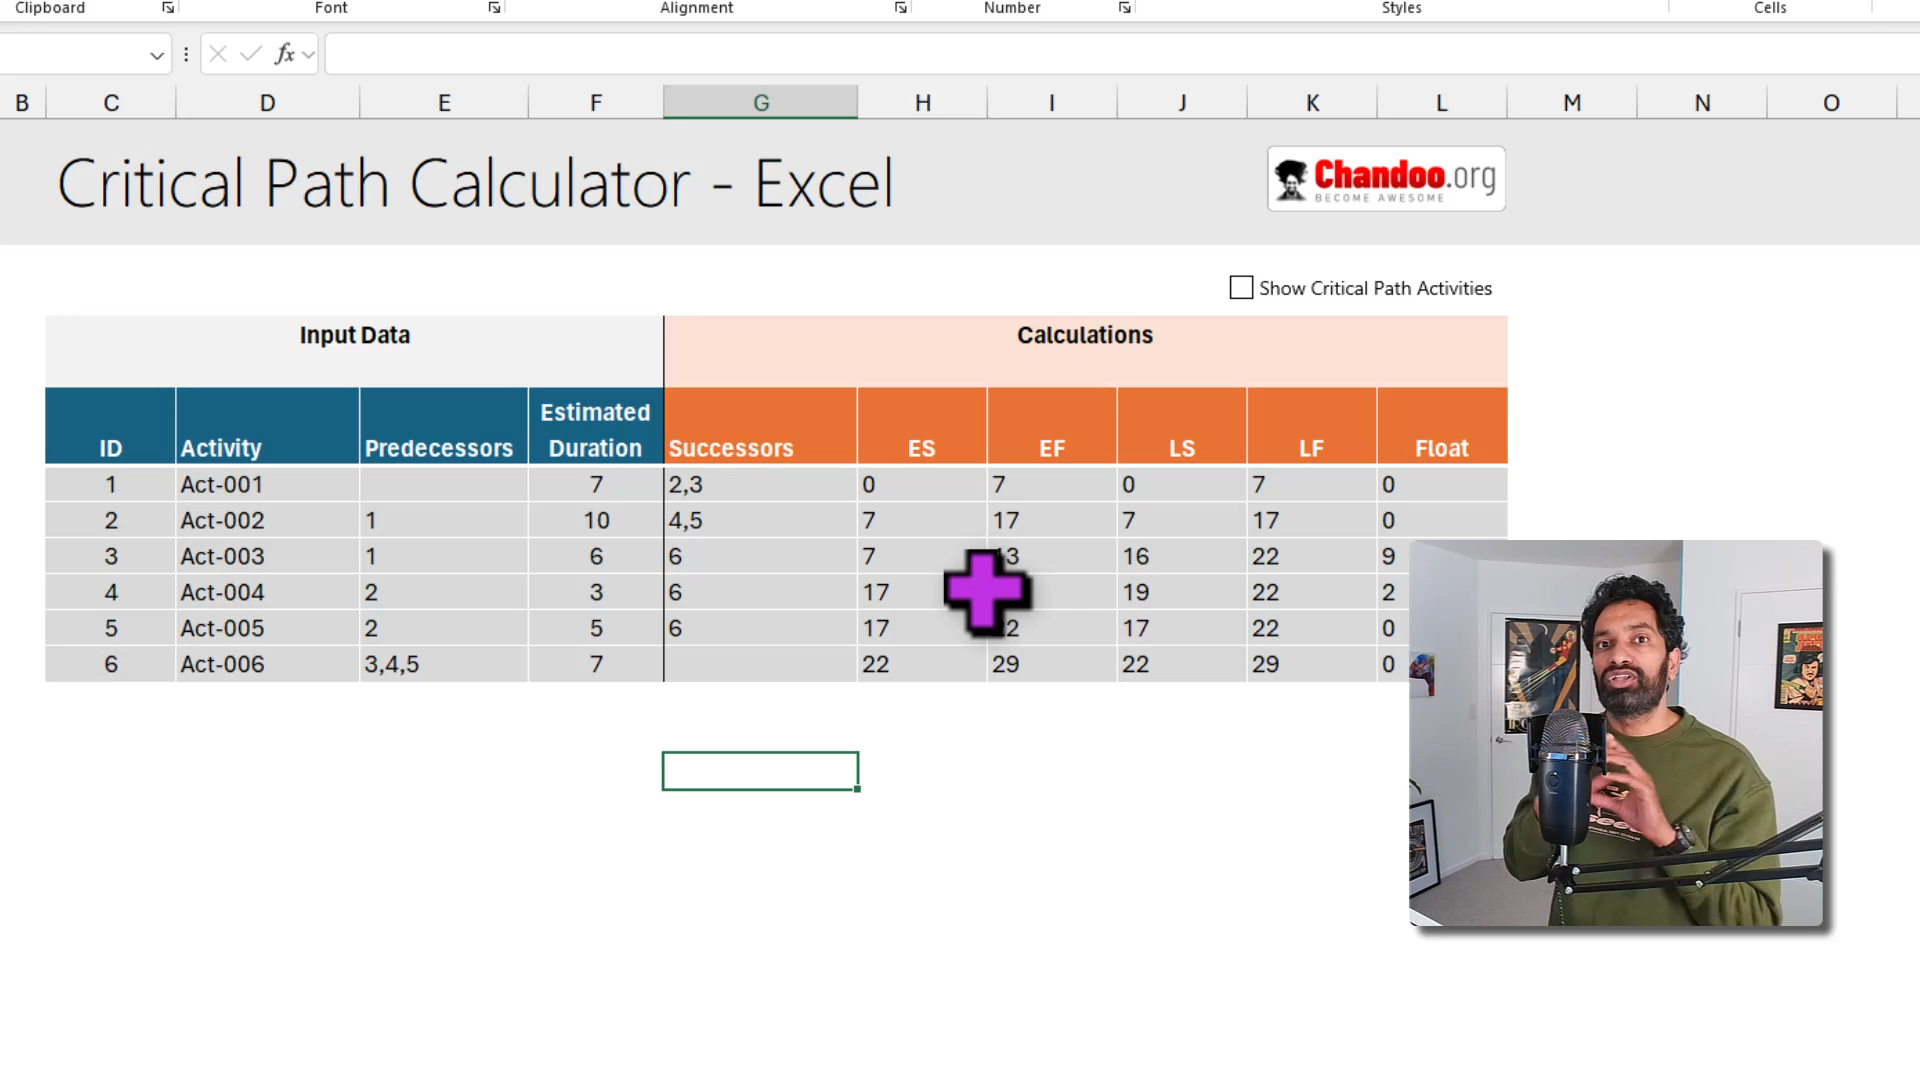 Clipboard Font Alignment Number Styles Cells
fx
B C D E F G H I J K L M N O
Critical Path Calculator - Excel
Chandoo.org
BECOME AWESOME
Show Critical Path Activities
Input Data Calculations
ID Activity Predecessors Estimated Duration Successors ES EF LS LF Float
1 Act-001 7 2,3 0 7 0 7 0
2 Act-002 1 10 4,5 7 17 7 17 0
3 Act-003 1 6 6 7 3 16 22 9
4 Act-004 2 3 6 17 19 22 2
5 Act-005 2 5 6 17 2 17 22 0
6 Act-006 3,4,5 7 22 29 22 29 0